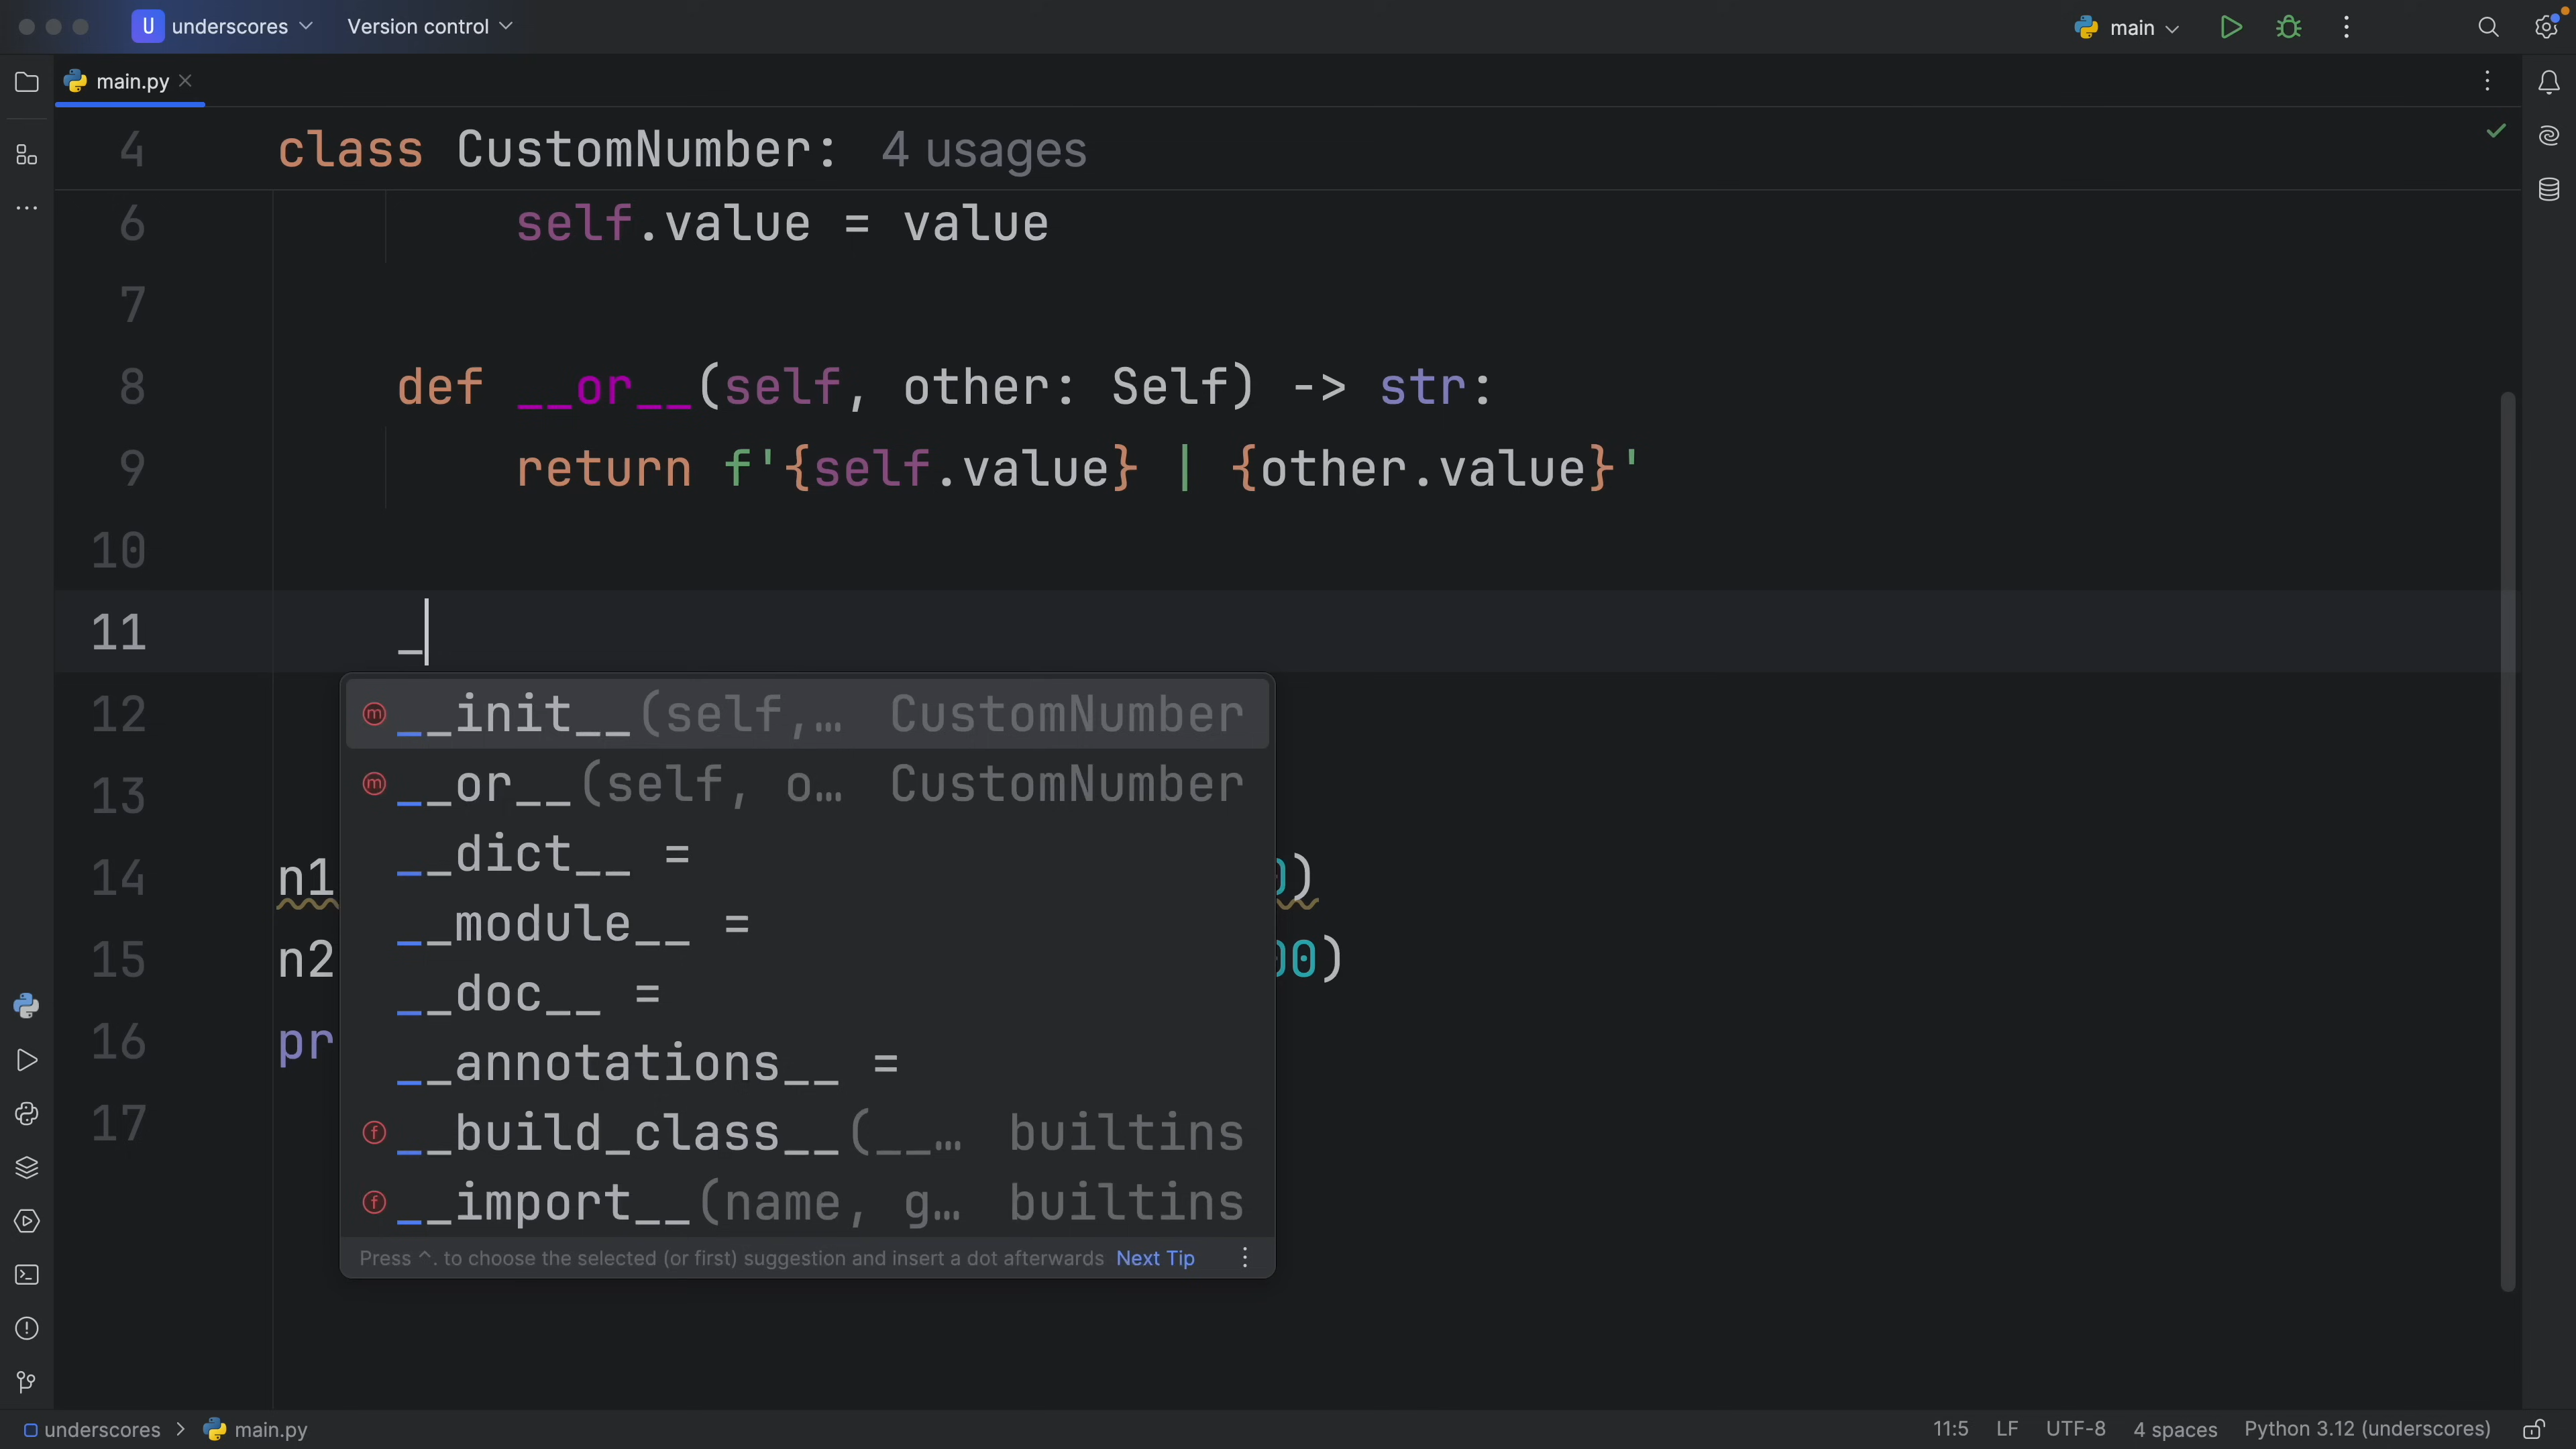 U underscores Version control main
main.py
4 class CustomNumber: 4 usages
6 self.value = value
7
8 def __or__(self, other: Self) -> str:
9 return f'{self.value} | {other.value}'
10
11 _
12 __init__(self,… CustomNumber
__or__(self, o… CustomNumber
13
__dict__ =
14 n1 0)
__module__ =
15 n2 00)
__doc__ =
16 pr
__annotations__ =
17
__build_class__(__… builtins
__import__(name, g… builtins
Press ^. to choose the selected (or first) suggestion and insert a dot afterwards Next Tip
underscores > main.py 11:5 LF UTF-8 4 spaces Python 3.12 (underscores)